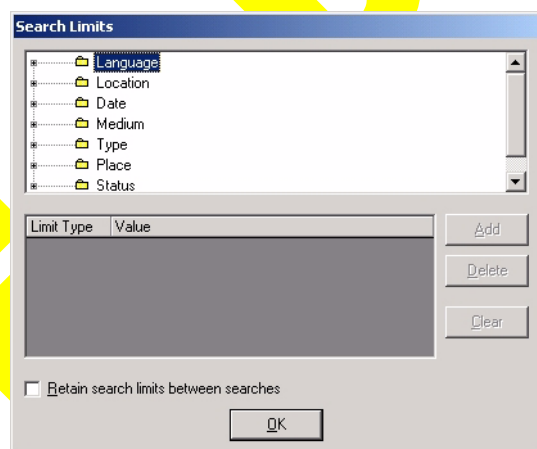 Search Limits
Language
Location
Date
Medium
Type
Place
Status
Limit Type Value
Add
Delete
Clear
Retain search limits between searches
OK